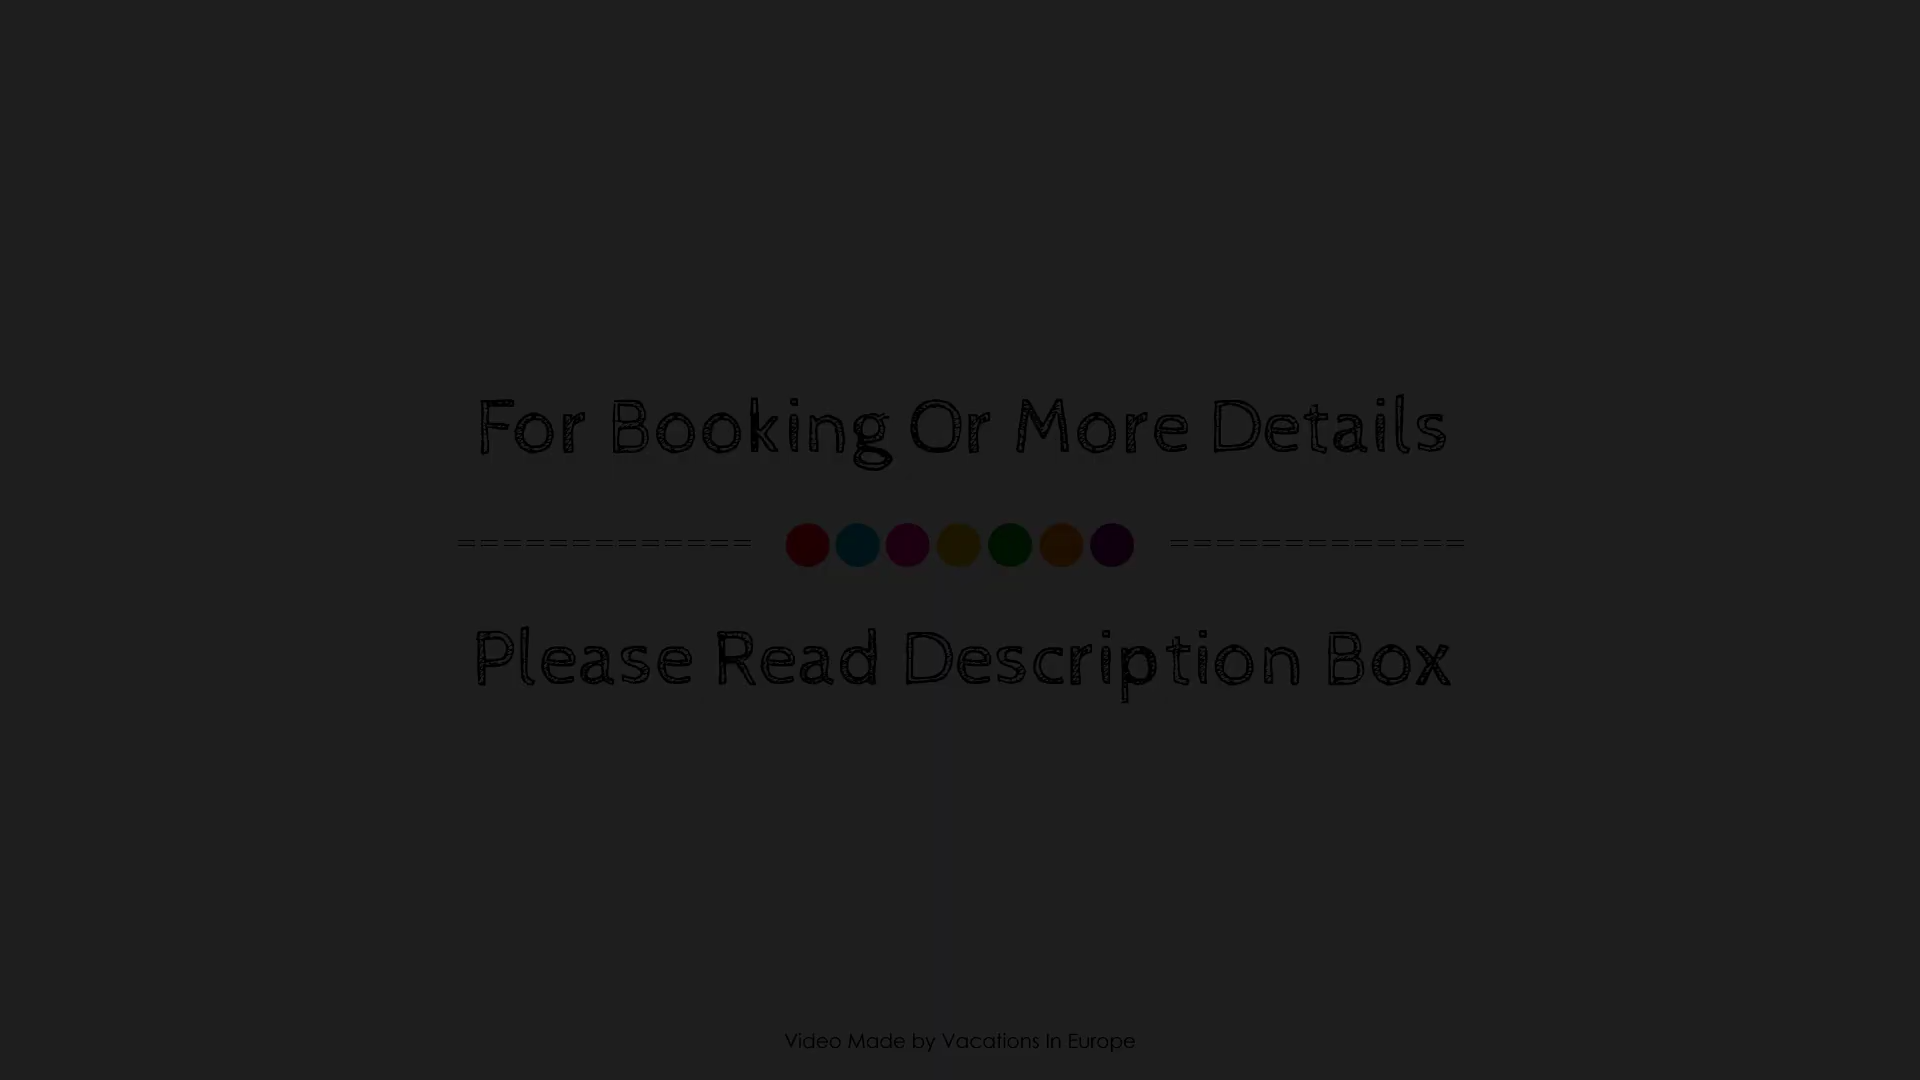 For Booking Or More Details
============= =============
Please Read Description Box
Video Made by Vacations In Europe